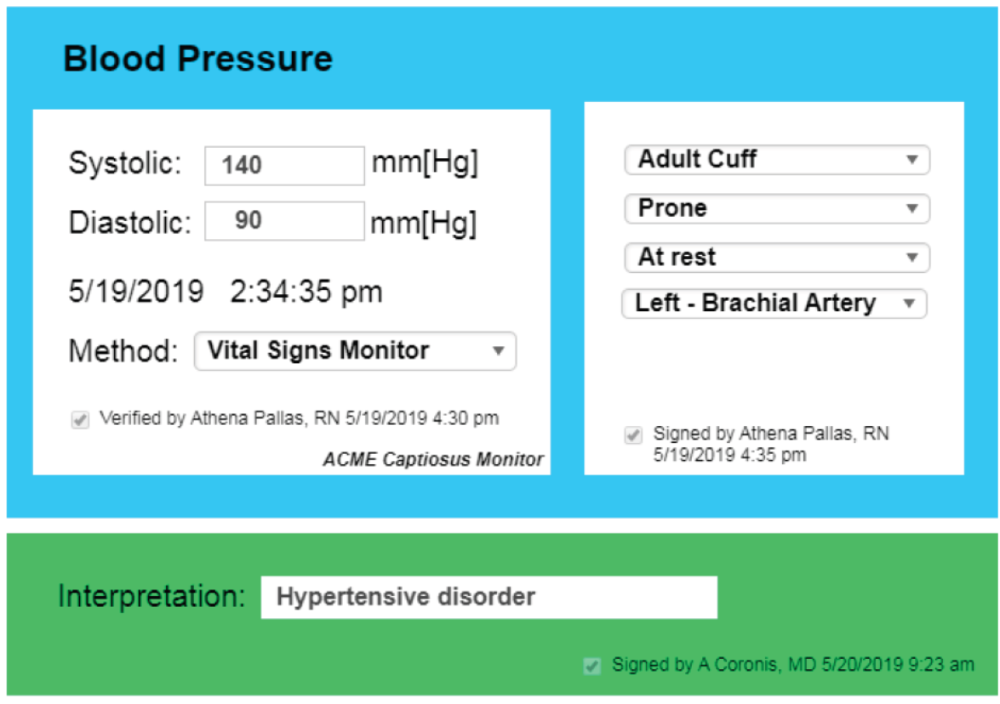 Blood Pressure
Systolic: 140 mm[Hg]
Diastolic: 90 mm[Hg]
5/19/2019 2:34:35 pm
Method: Vital Signs Monitor
Verified by Athena Pallas, RN 5/19/2019 4:30 pm
ACME Captiosus Monitor
Adult Cuff
Prone
At rest
Left - Brachial Artery
Signed by Athena Pallas, RN
5/19/2019 4:35 pm
Interpretation: Hypertensive disorder
Signed by A Coronis, MD 5/20/2019 9:23 am